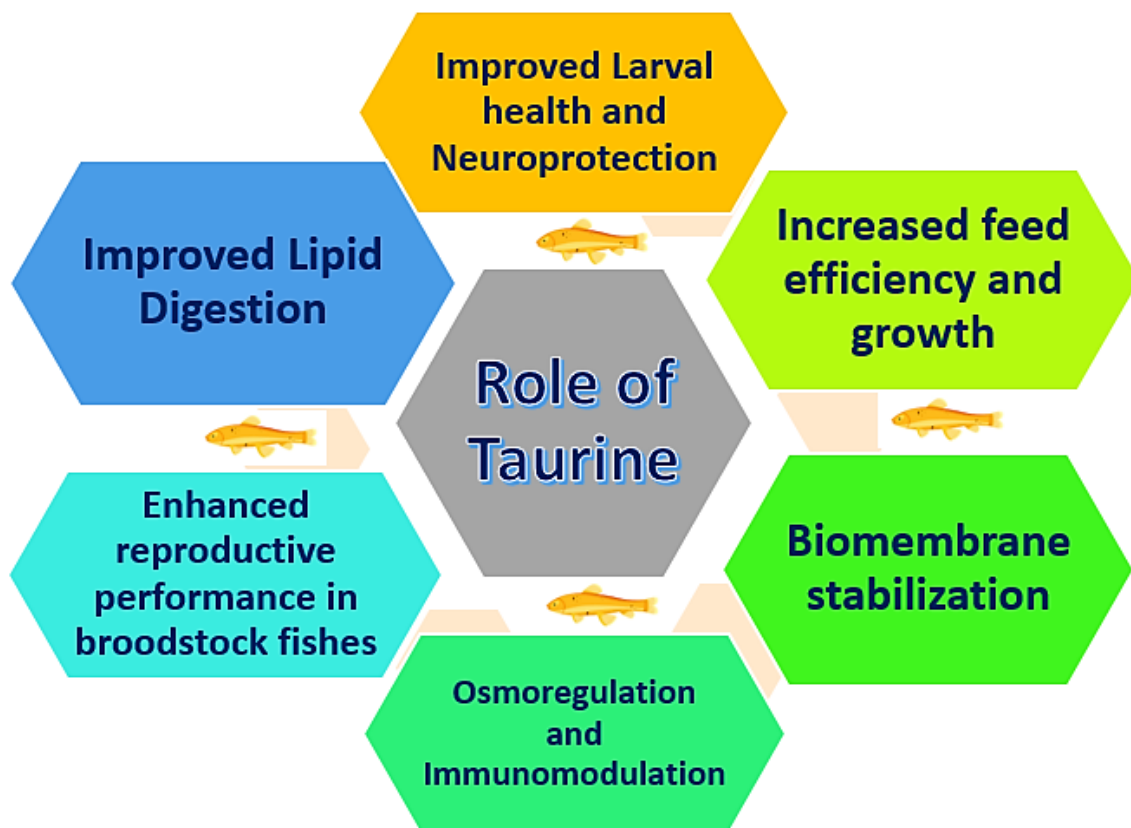 Improved Larval
health and
Neuroprotection
Increased feed
efficiency and
growth
Improved Lipid
Digestion
Role of
Taurine
Biomembrane
stabilization
Enhanced
reproductive
performance in
broodstock fishes
Osmoregulation
and
Immunomodulation